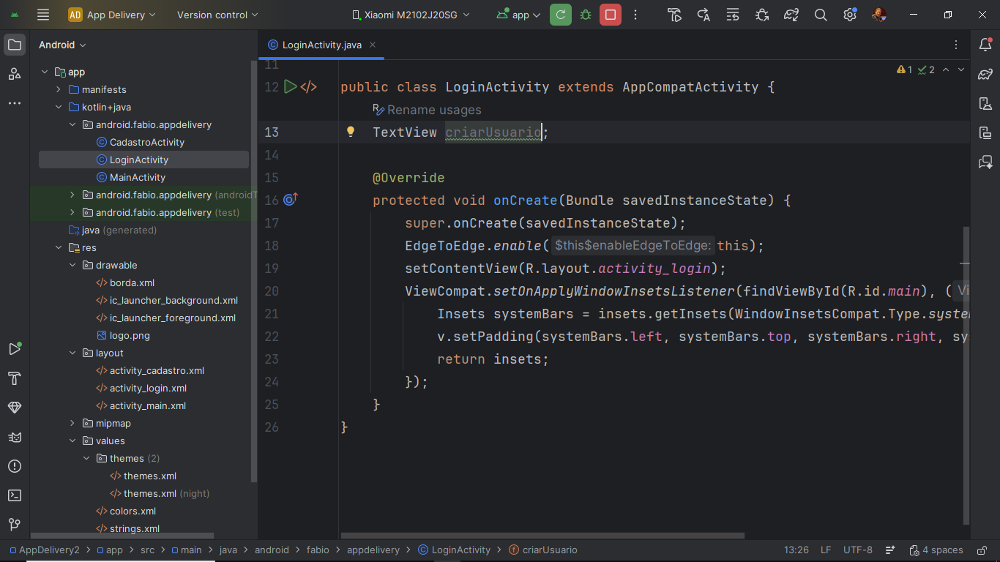 AD App Delivery Version control Xiaomi M2102J20SG app
Android
LoginActivity.java
app
manifests
kotlin+java
android.fabio.appdelivery
CadastroActivity
LoginActivity
MainActivity
android.fabio.appdelivery (androidT
android.fabio.appdelivery (test)
java (generated)
res
drawable
borda.xml
ic_launcher_background.xml
ic_launcher_foreground.xml
logo.png
layout
activity_cadastro.xml
activity_login.xml
activity_main.xml
mipmap
values
themes (2)
themes.xml
themes.xml (night)
colors.xml
strings.xml
1 2
11
12 public class LoginActivity extends AppCompatActivity {
Rename usages
13 TextView criarUsuario;
14
15 @Override
16 protected void onCreate(Bundle savedInstanceState) {
17 super.onCreate(savedInstanceState);
18 EdgeToEdge.enable( $this$enableEdgeToEdge: this);
19 setContentView(R.layout.activity_login);
20 ViewCompat.setOnApplyWindowInsetsListener(findViewById(R.id.main), ( Vi
21 Insets systemBars = insets.getInsets(WindowInsetsCompat.Type.system
22 v.setPadding(systemBars.left, systemBars.top, systemBars.right, sy
23 return insets;
24 });
25 }
26 }
AppDelivery2 > app > src > main > java > android > fabio > appdelivery > LoginActivity > criarUsuario 13:26 LF UTF-8 4 spaces